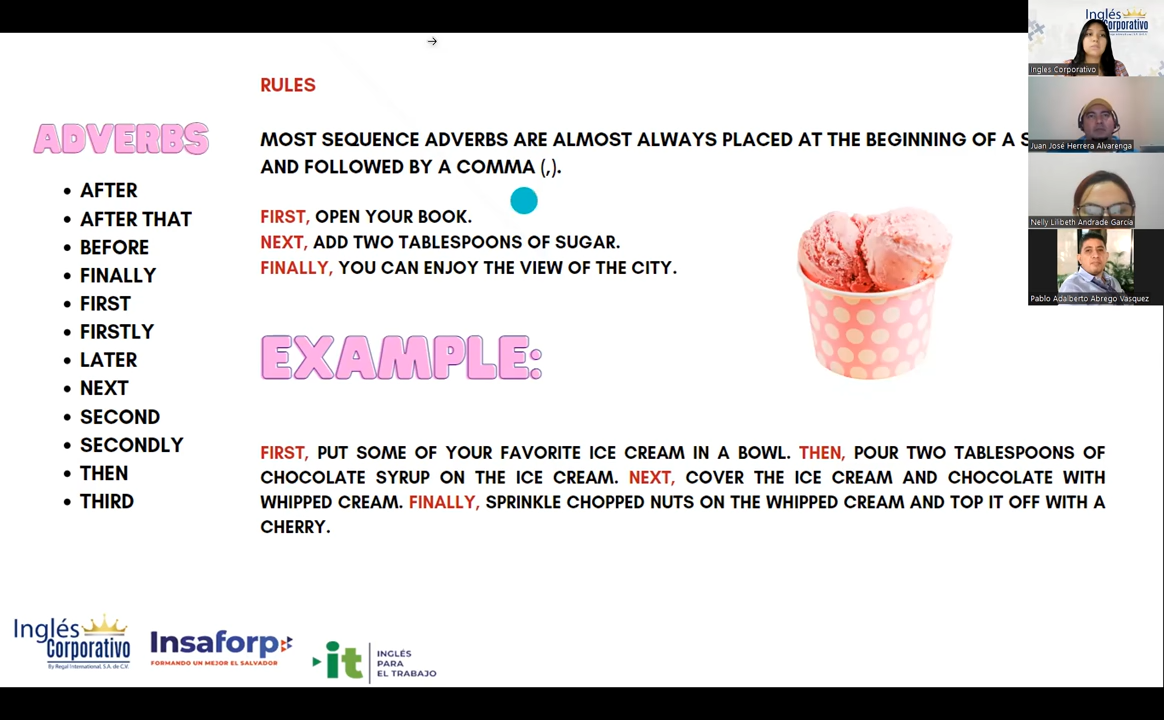 RULES
MOST SEQUENCE ADVERBS ARE ALMOST ALWAYS PLACED AT THE BEGINNING OF A S
AND FOLLOWED BY A COMMA (,).
FIRST, OPEN YOUR BOOK.
NEXT, ADD TWO TABLESPOONS OF SUGAR.
FINALLY, YOU CAN ENJOY THE VIEW OF THE CITY.
ADVERBS
• AFTER
• AFTER THAT
• BEFORE
• FINALLY
• FIRST
• FIRSTLY
• LATER
• NEXT
• SECOND
• SECONDLY
• THEN
• THIRD
EXAMPLE:
FIRST, PUT SOME OF YOUR FAVORITE ICE CREAM IN A BOWL. THEN, POUR TWO TABLESPOONS OF
CHOCOLATE SYRUP ON THE ICE CREAM. NEXT, COVER THE ICE CREAM AND CHOCOLATE WITH
WHIPPED CREAM. FINALLY, SPRINKLE CHOPPED NUTS ON THE WHIPPED CREAM AND TOP IT OFF WITH A
CHERRY.
Inglés
Corporativo
By Regal International, S.A. de C.V.
Insaforp
FORMANDO UN MEJOR EL SALVADOR
it
INGLÉS
PARA
EL TRABAJO
Inglés
Corporativo
Ingles Corporativo
Juan José Herrera Alvarenga
Nelly Lilibeth Andrade García
Pablo Adalberto Abrego Vasquez